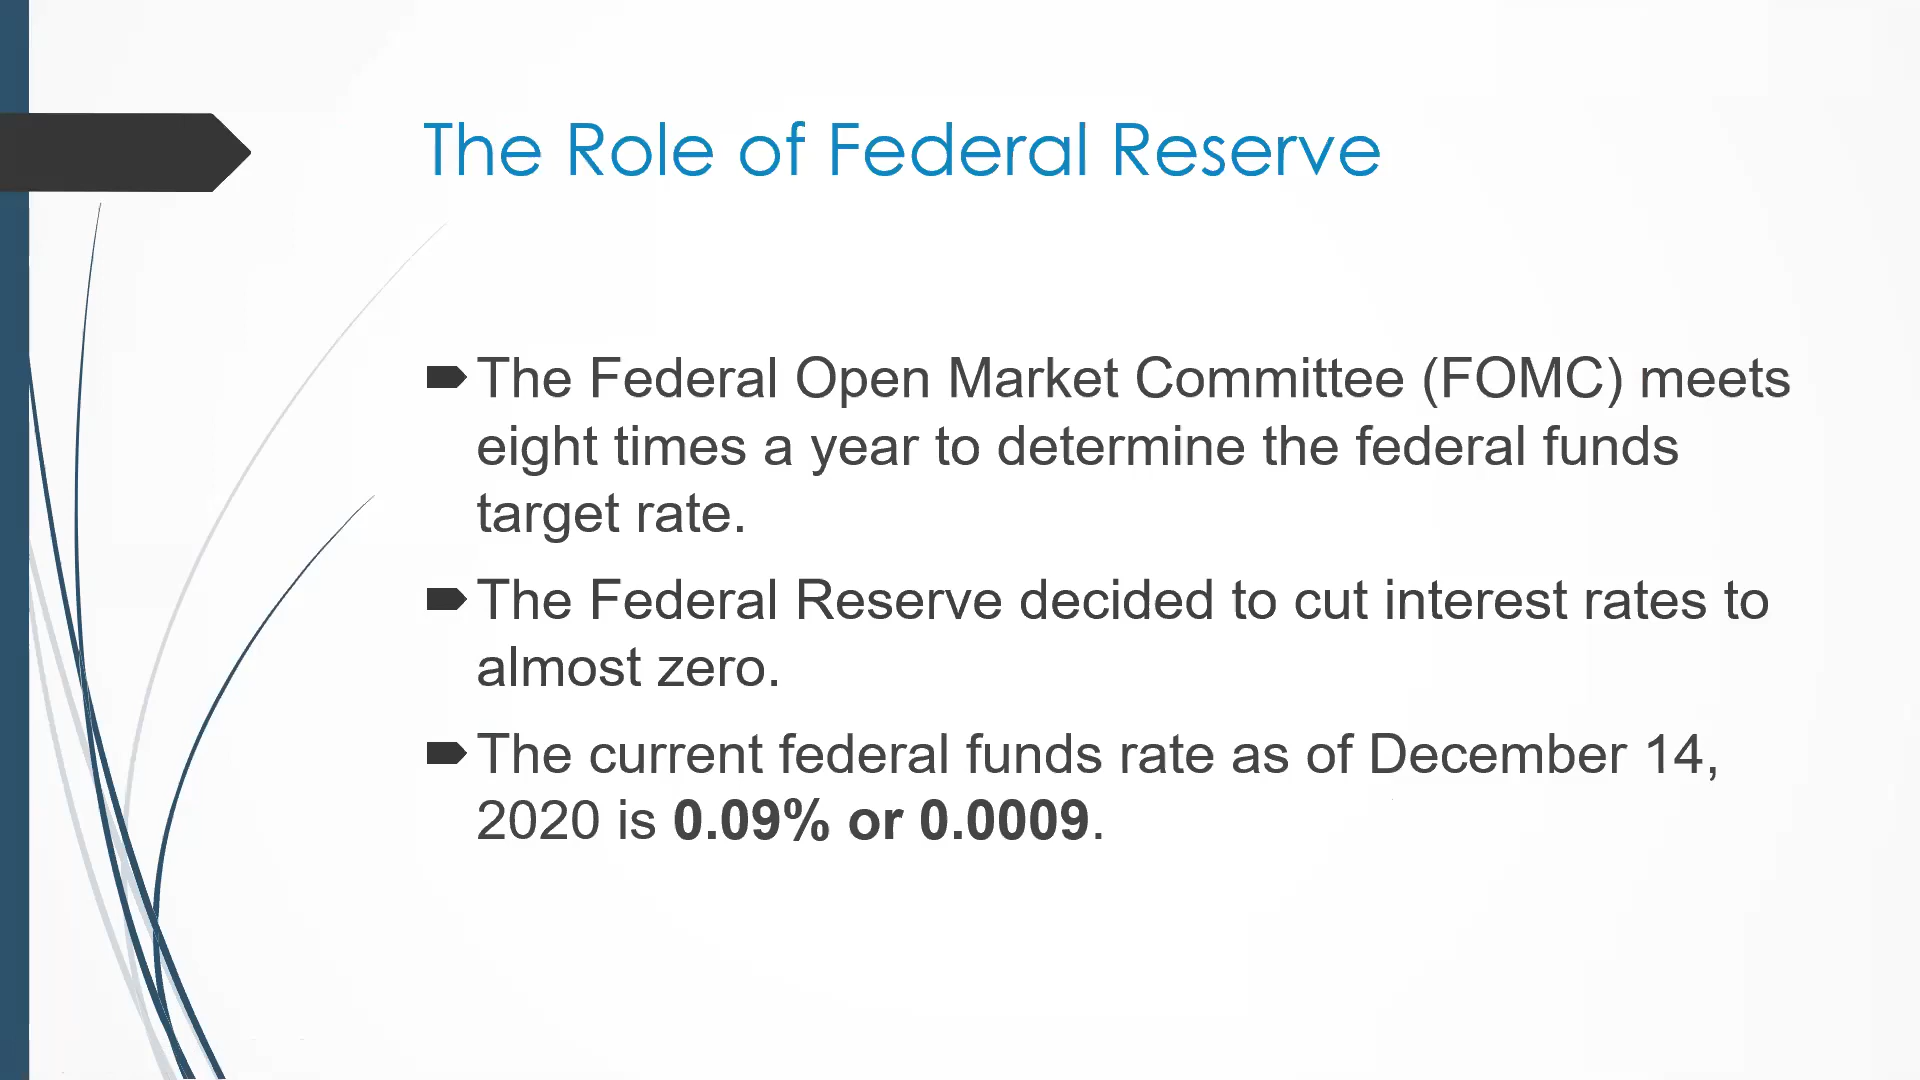 The Role of Federal Reserve
The Federal Open Market Committee (FOMC) meets
eight times a year to determine the federal funds
target rate.
The Federal Reserve decided to cut interest rates to
almost zero.
The current federal funds rate as of December 14,
2020 is 0.09% or 0.0009.